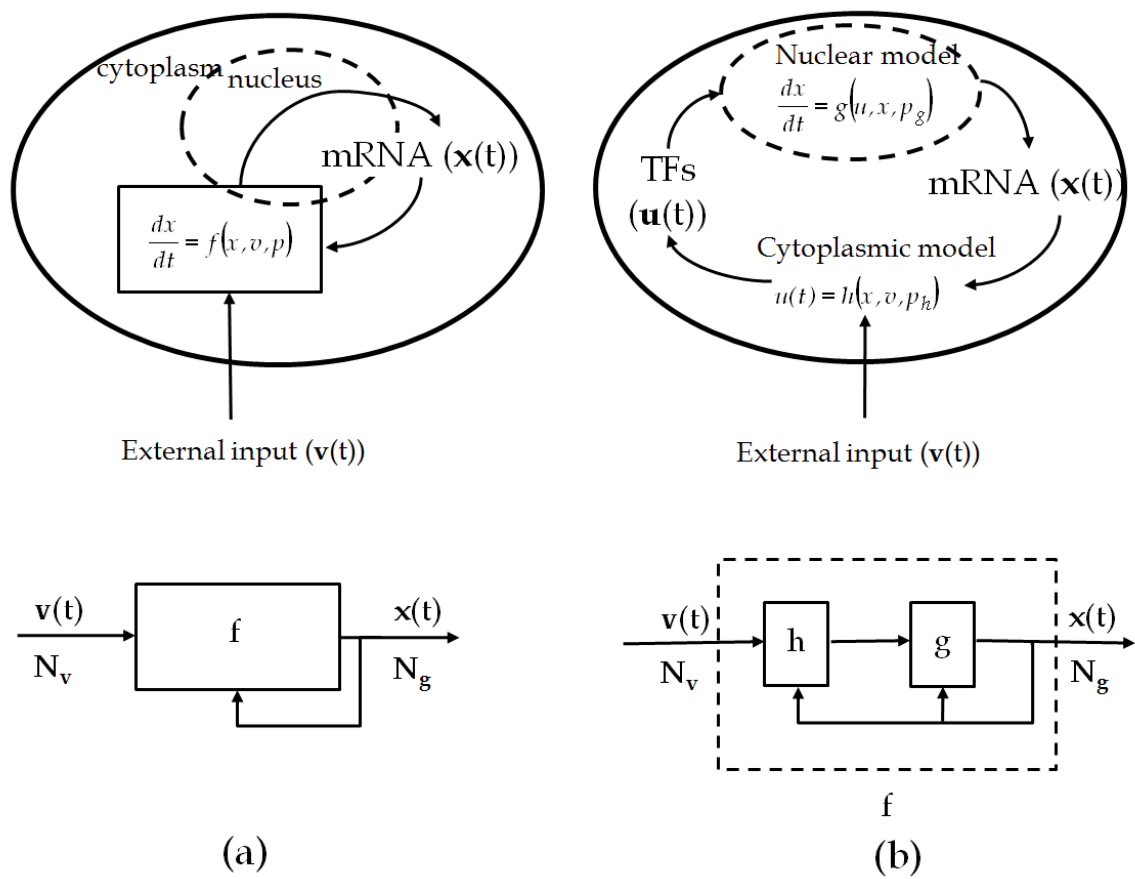 cytoplasm
nucleus
mRNA (x(t))
dx/dt = f(x, v, p)
External input (v(t))
Nuclear model
dx/dt = g(u, x, p_g)
TFs
(u(t))
mRNA (x(t))
Cytoplasmic model
u(t) = h(x, v, p_h)
External input (v(t))
v(t)
N_v
f
x(t)
N_g
(a)
v(t)
N_v
h
g
x(t)
N_g
f
(b)